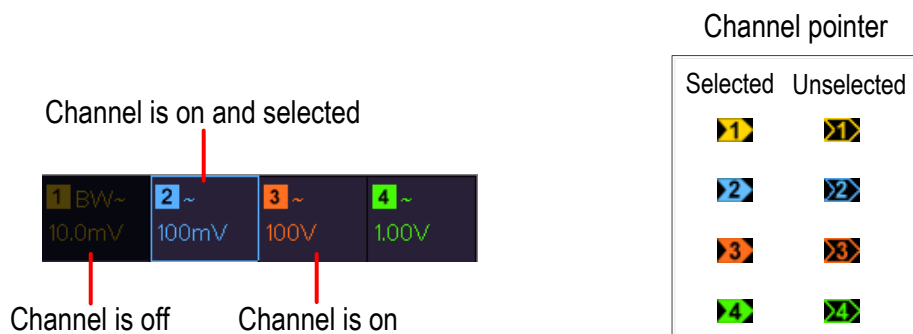 Channel pointer
Selected Unselected
Channel is on and selected
1 1
1 BW~ 2 ~ 3 ~ 4 ~
10.0mV 100mV 100V 1.00V
2 2
3 3
Channel is off Channel is on
4 4